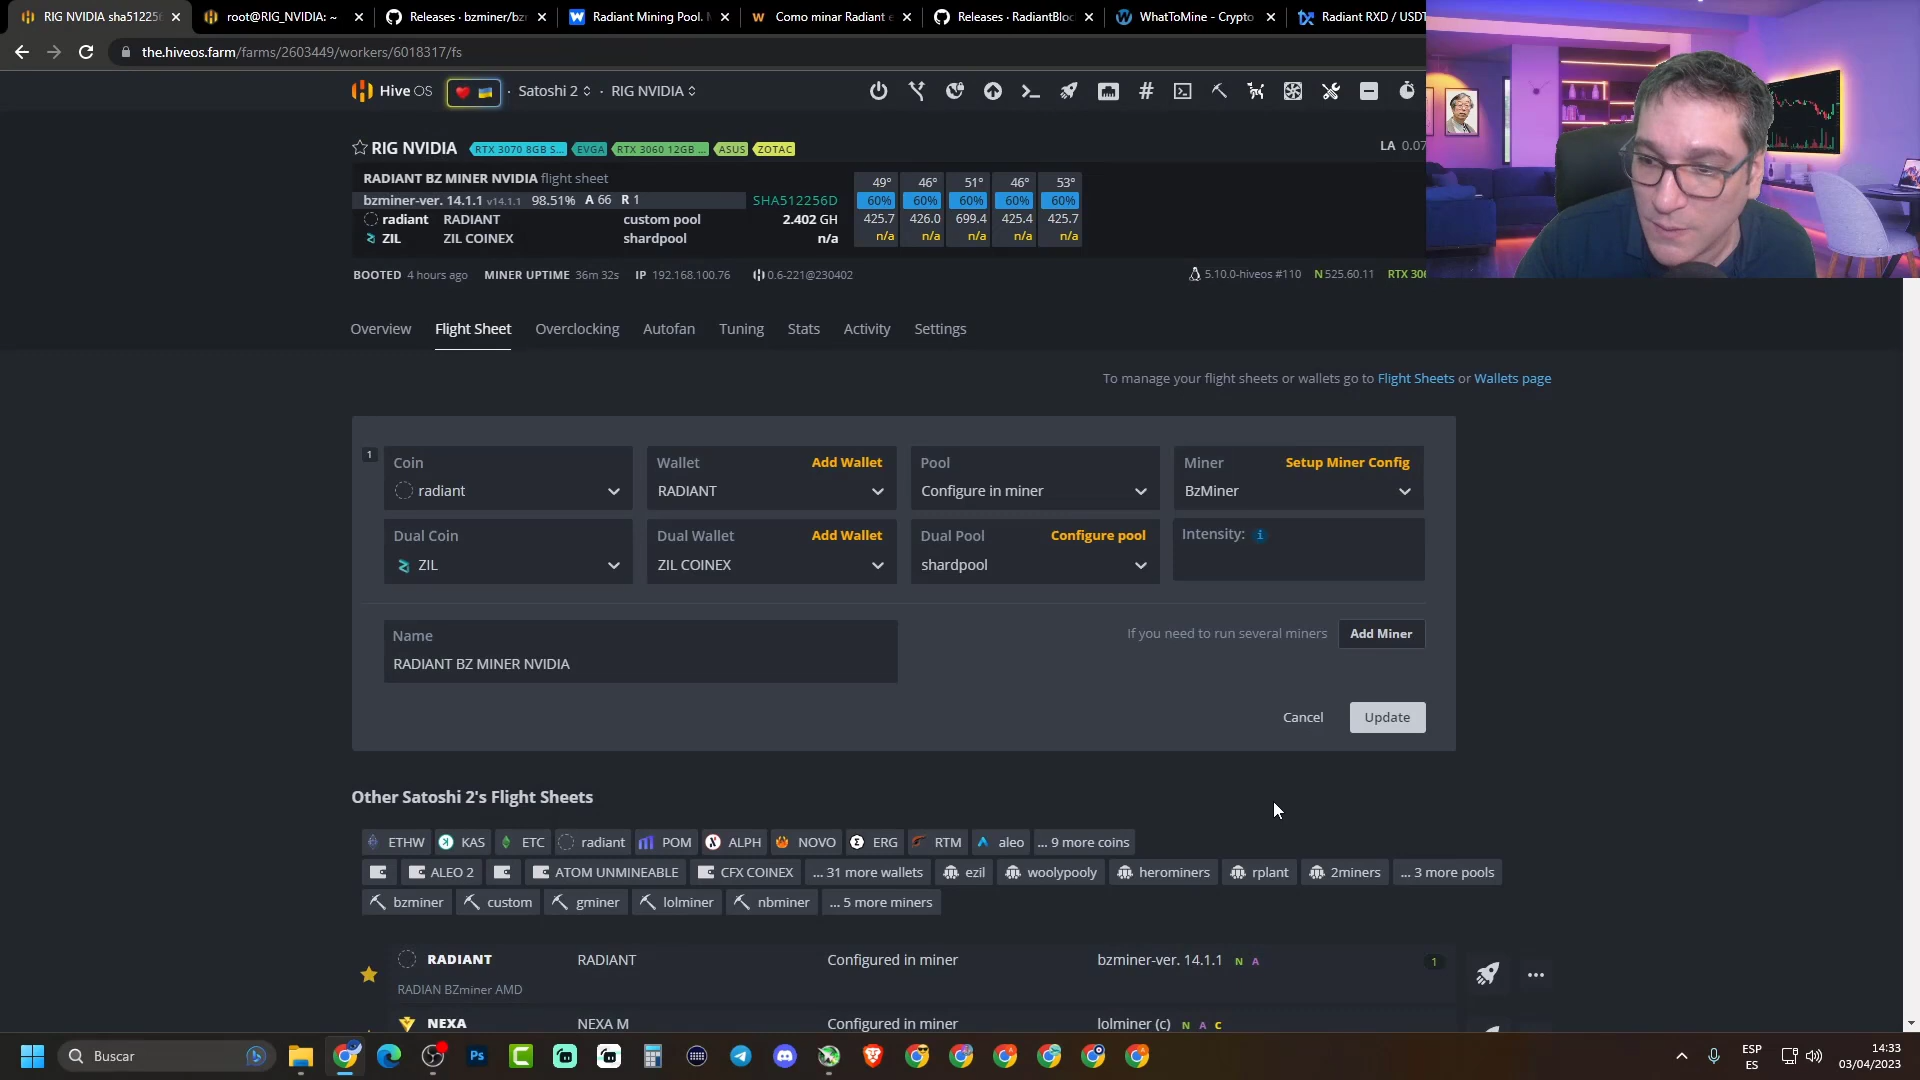 RIG NVIDIA sha512256
root@RIG_NVIDIA: ~
Releases · bzminer/bzr
Radiant Mining Pool.
Como minar Radiant e
Releases · RadiantBloc
WhatToMine - Crypto
Radiant RXD / USDT
the.hiveos.farm/farms/2603449/workers/6018317/fs
Hive OS
Satoshi 2
RIG NVIDIA
RIG NVIDIA
RTX 3070 8GB S...
EVGA
RTX 3060 12GB ...
ASUS
ZOTAC
LA 0.07
RADIANT BZ MINER NVIDIA flight sheet
bzminer-ver. 14.1.1 v14.1.1 98.51% A 66 R 1 SHA512256D
radiant RADIANT custom pool 2.402 GH
ZIL ZIL COINEX shardpool n/a
49° 46° 51° 46° 53°
60% 60% 60% 60% 60%
425.7 426.0 699.4 425.4 425.7
n/a n/a n/a n/a n/a
BOOTED 4 hours ago MINER UPTIME 36m 32s IP 192.168.100.76 0.6-221@230402
5.10.0-hiveos #110 N 525.60.11 RTX 306
Overview Flight Sheet Overclocking Autofan Tuning Stats Activity Settings
To manage your flight sheets or wallets go to Flight Sheets or Wallets page
1
Coin
radiant
Wallet Add Wallet
RADIANT
Pool
Configure in miner
Miner Setup Miner Config
BzMiner
Dual Coin
ZIL
Dual Wallet Add Wallet
ZIL COINEX
Dual Pool Configure pool
shardpool
Intensity: i
Name
RADIANT BZ MINER NVIDIA
If you need to run several miners Add Miner
Cancel Update
Other Satoshi 2's Flight Sheets
ETHW KAS ETC radiant POM ALPH NOVO ERG RTM aleo ... 9 more coins
ALEO 2 ATOM UNMINEABLE CFX COINEX ... 31 more wallets ezil woolypooly herominers rplant 2miners ... 3 more pools
bzminer custom gminer lolminer nbminer ... 5 more miners
RADIANT RADIANT Configured in miner bzminer-ver. 14.1.1 N A 1
RADIAN BZminer AMD
NEXA NEXA M Configured in miner lolminer (c) N A C
Buscar
Ps
ESP
ES
14:33
03/04/2023